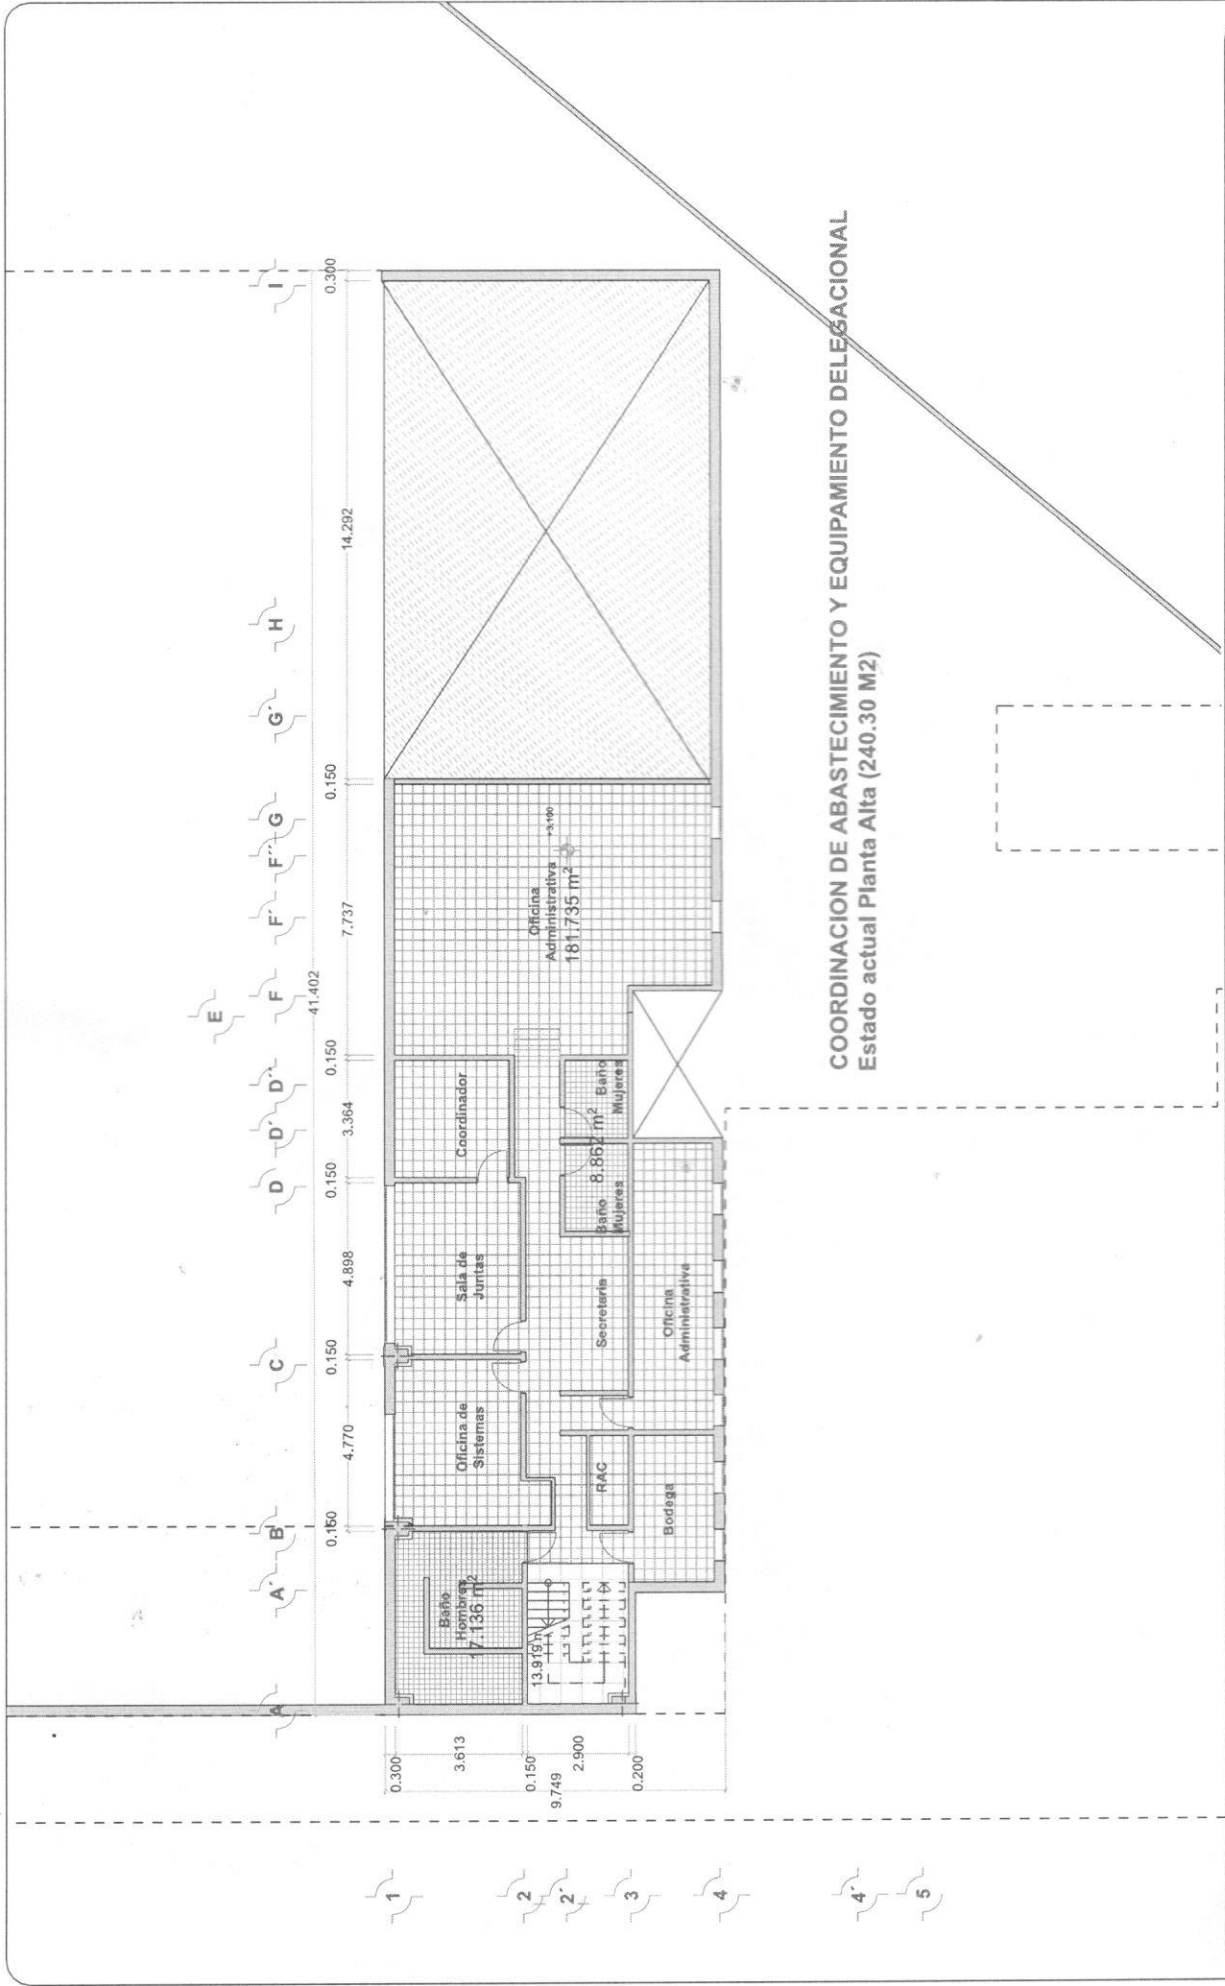 A
A´
B
C
D
D´
D´´
E
F
F´
F´´
G
G´
H
I
41.402
0.150
4.770
0.150
4.898
0.150
3.364
0.150
7.737
0.150
14.292
0.300
1
2
2´
3
4
4´
5
0.300
3.613
0.150
2.900
0.200
9.749
Baño
Hombres
17.136 m²
13.919 m
Oficina de
Sistemas
Sala de
Juntas
Coordinador
Oficina
Administrativa
181.735 m²
+3.100
RAC
Secretaria
Baño
Mujeres
8.862 m²
Baño
Mujeres
Bodega
Oficina
Administrativa
COORDINACION DE ABASTECIMIENTO Y EQUIPAMIENTO DELEGACIONAL
Estado actual Planta Alta (240.30 M2)